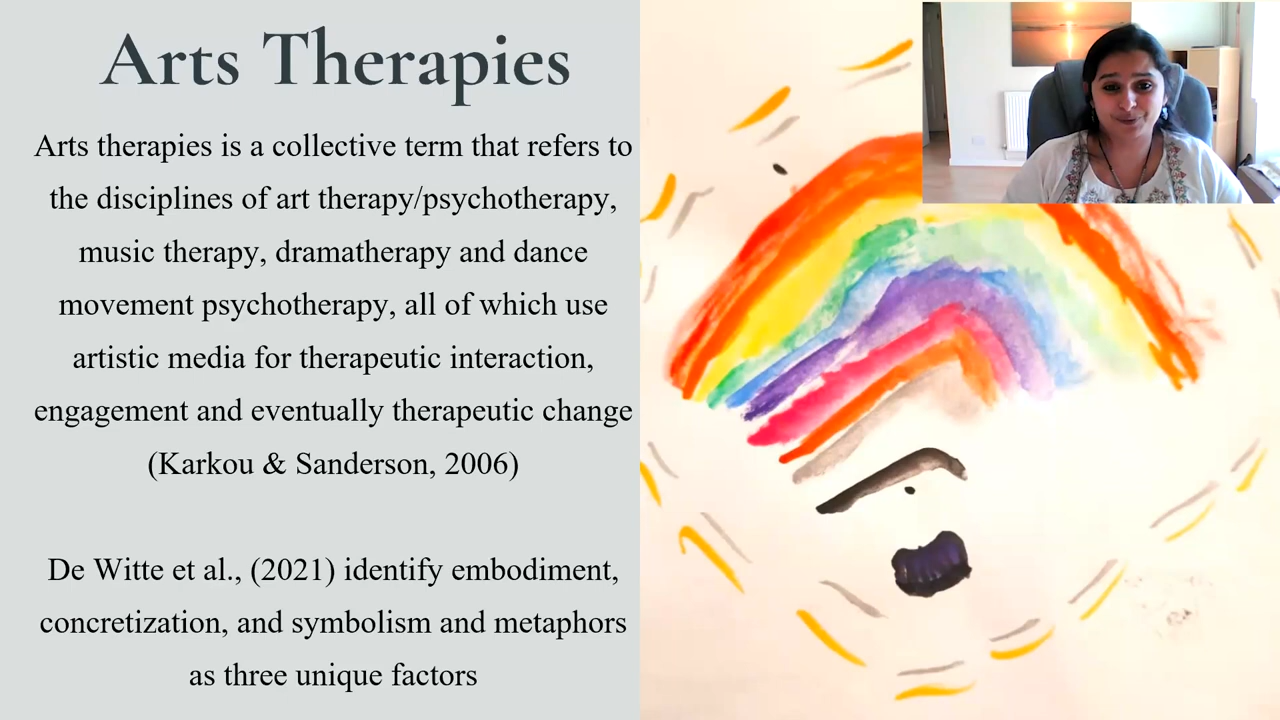 Arts Therapies
Arts therapies is a collective term that refers to
the disciplines of art therapy/psychotherapy,
music therapy, dramatherapy and dance
movement psychotherapy, all of which use
artistic media for therapeutic interaction,
engagement and eventually therapeutic change
(Karkou & Sanderson, 2006)
De Witte et al., (2021) identify embodiment,
concretization, and symbolism and metaphors
as three unique factors